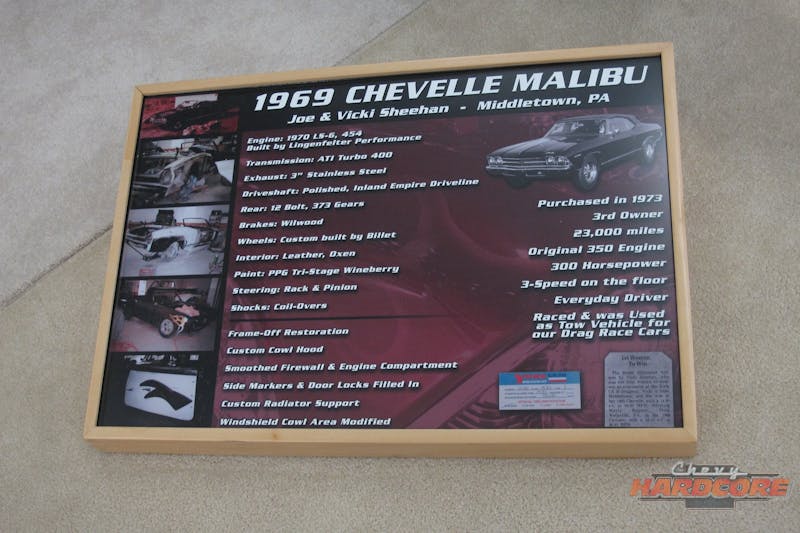 1969 CHEVELLE MALIBU
Joe & Vicki Sheehan - Middletown, PA
Engine: 1970 LS-6, 454
Built by Lingenfelter Performance
Transmission: ATI Turbo 400
Exhaust: 3" Stainless Steel
Driveshaft: Polished, Inland Empire Driveline
Rear: 12 Bolt, 373 Gears
Brakes: Wilwood
Wheels: Custom built by Billet
Interior: Leather, Oxen
Paint: PPG Tri-Stage Wineberry
Steering: Rack & Pinion
Shocks: Coil-Overs
Frame-Off Restoration
Custom Cowl Hood
Smoothed Firewall & Engine Compartment
Side Markers & Door Locks Filled In
Custom Radiator Support
Windshield Cowl Area Modified
Purchased in 1973
3rd Owner
23,000 miles
Original 350 Engine
300 Horsepower
3-Speed on the floor
Everyday Driver
Raced & was Used
as Tow Vehicle for
our Drag Race Cars
Chevy
HARDCORE